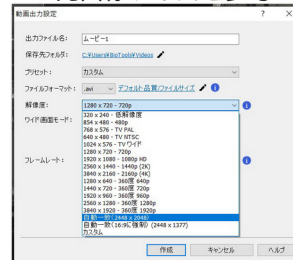 動画出力設定
出力ファイル名:
ムービー1
保存先フォルダ:
C:¥Users¥BioTools¥Videos
プリセット:
カスタム
ファイルフォーマット:
.avi
デフォルト品質/ファイルサイズ
解像度:
1280 x 720 - 720p
ワイド画面モード:
320 x 240 - 低解像度
854 x 480 - 480p
768 x 576 - TV PAL
640 x 480 - TV NTSC
1024 x 576 - TV ワイド
1280 x 720 - 720p
フレームレート:
1920 x 1080 - 1080p HD
2560 x 1440 - 1440p (2K)
3840 x 2160 - 2160p (4K)
1280 x 640 - 360度 640p
1440 x 720 - 360度 720p
1920 x 960 - 360度 960p
2560 x 1280 - 360度 1280p
3840 x 1920 - 360度 1920p
自動一致(2448 x 2048)
自動一致(16:9に強制) (2448 x 1377)
カスタム
作成
キャンセル
ヘルプ